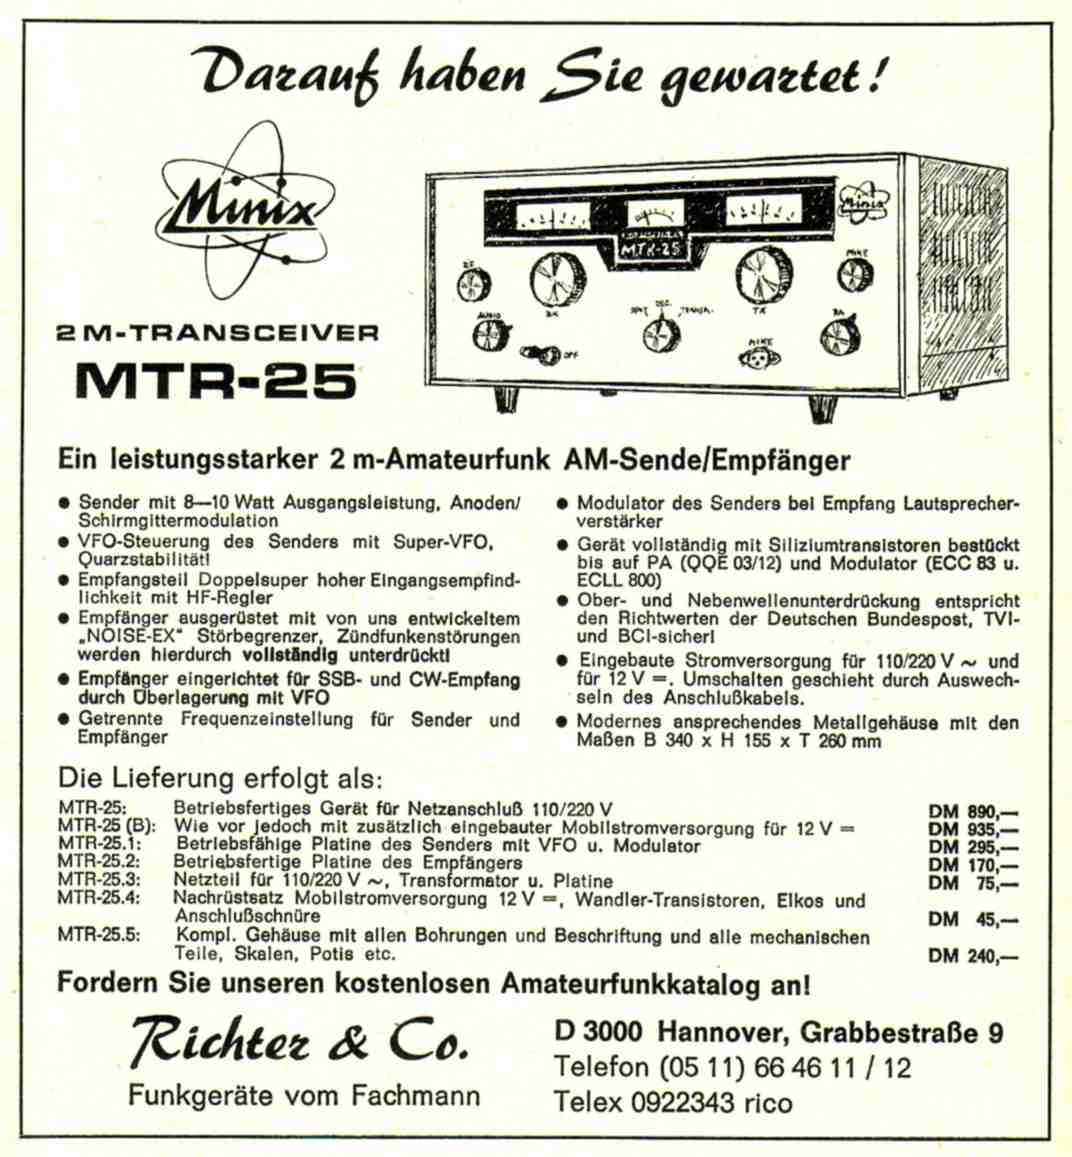 Darauf haben Sie gewartet!
Minix
2 M-TRANSCEIVER
MTR-25
Minix
MTR-25
RF
RX
TX
MIKE
AUDIO
OFF
SPOT
REC.
MIKE
PA
Ein leistungsstarker 2 m-Amateurfunk AM-Sende/Empfänger
● Sender mit 8—10 Watt Ausgangsleistung, Anoden/
Schirmgittermodulation
● VFO-Steuerung des Senders mit Super-VFO,
Quarzstabilität!
● Empfangsteil Doppelsuper hoher Eingangsempfind-
lichkeit mit HF-Regler
● Empfänger ausgerüstet mit von uns entwickeltem
„NOISE-EX“ Störbegrenzer, Zündfunkenstörungen
werden hierdurch vollständig unterdrückt!
● Empfänger eingerichtet für SSB- und CW-Empfang
durch Überlagerung mit VFO
● Getrennte Frequenzeinstellung für Sender und
Empfänger
● Modulator des Senders bei Empfang Lautsprecher-
verstärker
● Gerät vollständig mit Siliziumtransistoren bestückt
bis auf PA (QQE 03/12) und Modulator (ECC 83 u.
ECLL 800)
● Ober- und Nebenwellenunterdrückung entspricht
den Richtwerten der Deutschen Bundespost, TVI-
und BCI-sicher!
● Eingebaute Stromversorgung für 110/220 V ~ und
für 12 V =. Umschalten geschieht durch Auswech-
seln des Anschlußkabels.
● Modernes ansprechendes Metallgehäuse mit den
Maßen B 340 x H 155 x T 260 mm
Die Lieferung erfolgt als:
MTR-25: Betriebsfertiges Gerät für Netzanschluß 110/220 V DM 890,—
MTR-25 (B): Wie vor jedoch mit zusätzlich eingebauter Mobilstromversorgung für 12 V = DM 935,—
MTR-25.1: Betriebsfähige Platine des Senders mit VFO u. Modulator DM 295,—
MTR-25.2: Betriebsfertige Platine des Empfängers DM 170,—
MTR-25.3: Netzteil für 110/220 V ~, Transformator u. Platine DM 75,—
MTR-25.4: Nachrüstsatz Mobilstromversorgung 12 V =, Wandler-Transistoren, Elkos und
Anschlußschnüre DM 45,—
MTR-25.5: Kompl. Gehäuse mit allen Bohrungen und Beschriftung und alle mechanischen
Teile, Skalen, Potis etc. DM 240,—
Fordern Sie unseren kostenlosen Amateurfunkkatalog an!
Richter & Co.
Funkgeräte vom Fachmann
D 3000 Hannover, Grabbestraße 9
Telefon (05 11) 66 46 11 / 12
Telex 0922343 rico